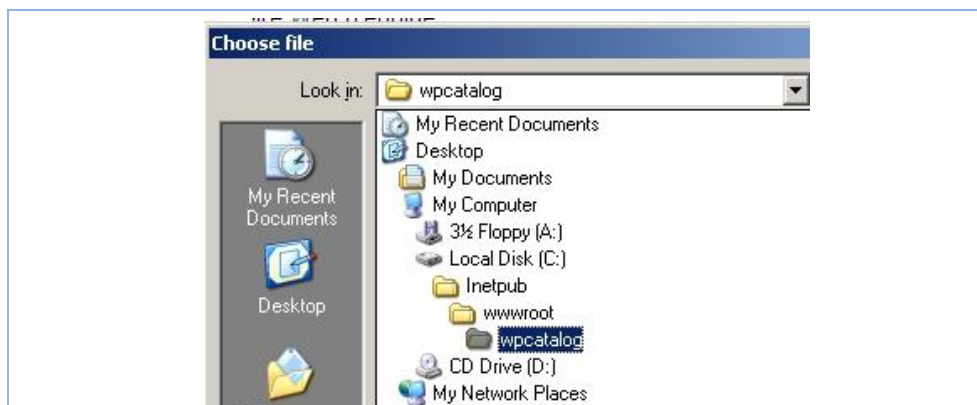 Choose file
Look in:
wpcatalog
My Recent Documents
Desktop
My Documents
My Computer
3½ Floppy (A:)
Local Disk (C:)
Inetpub
wwwroot
wpcatalog
CD Drive (D:)
My Network Places
My Recent
Documents
Desktop